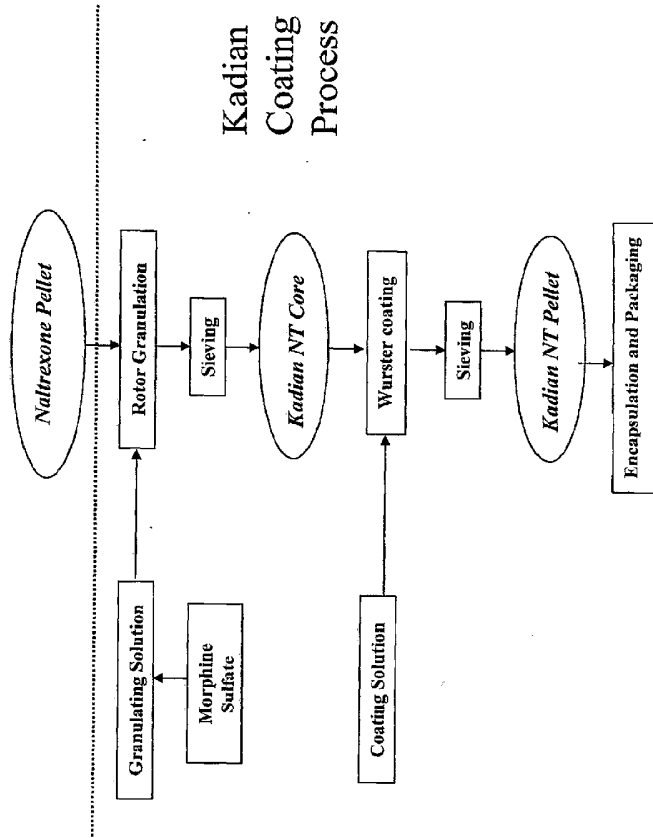 Naltrexone Pellet
Granulating Solution
Rotor Granulation
Morphine
Sulfate
Sieving
Kadian NT Core
Kadian
Coating
Process
Coating Solution
Wurster coating
Sieving
Kadian NT Pellet
Encapsulation and Packaging